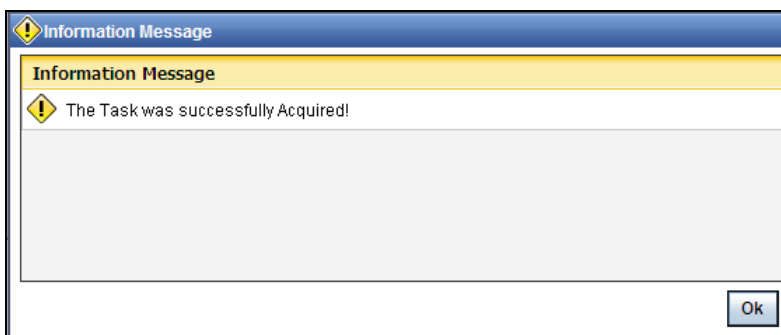 Information Message
Information Message
The Task was successfully Acquired!
Ok